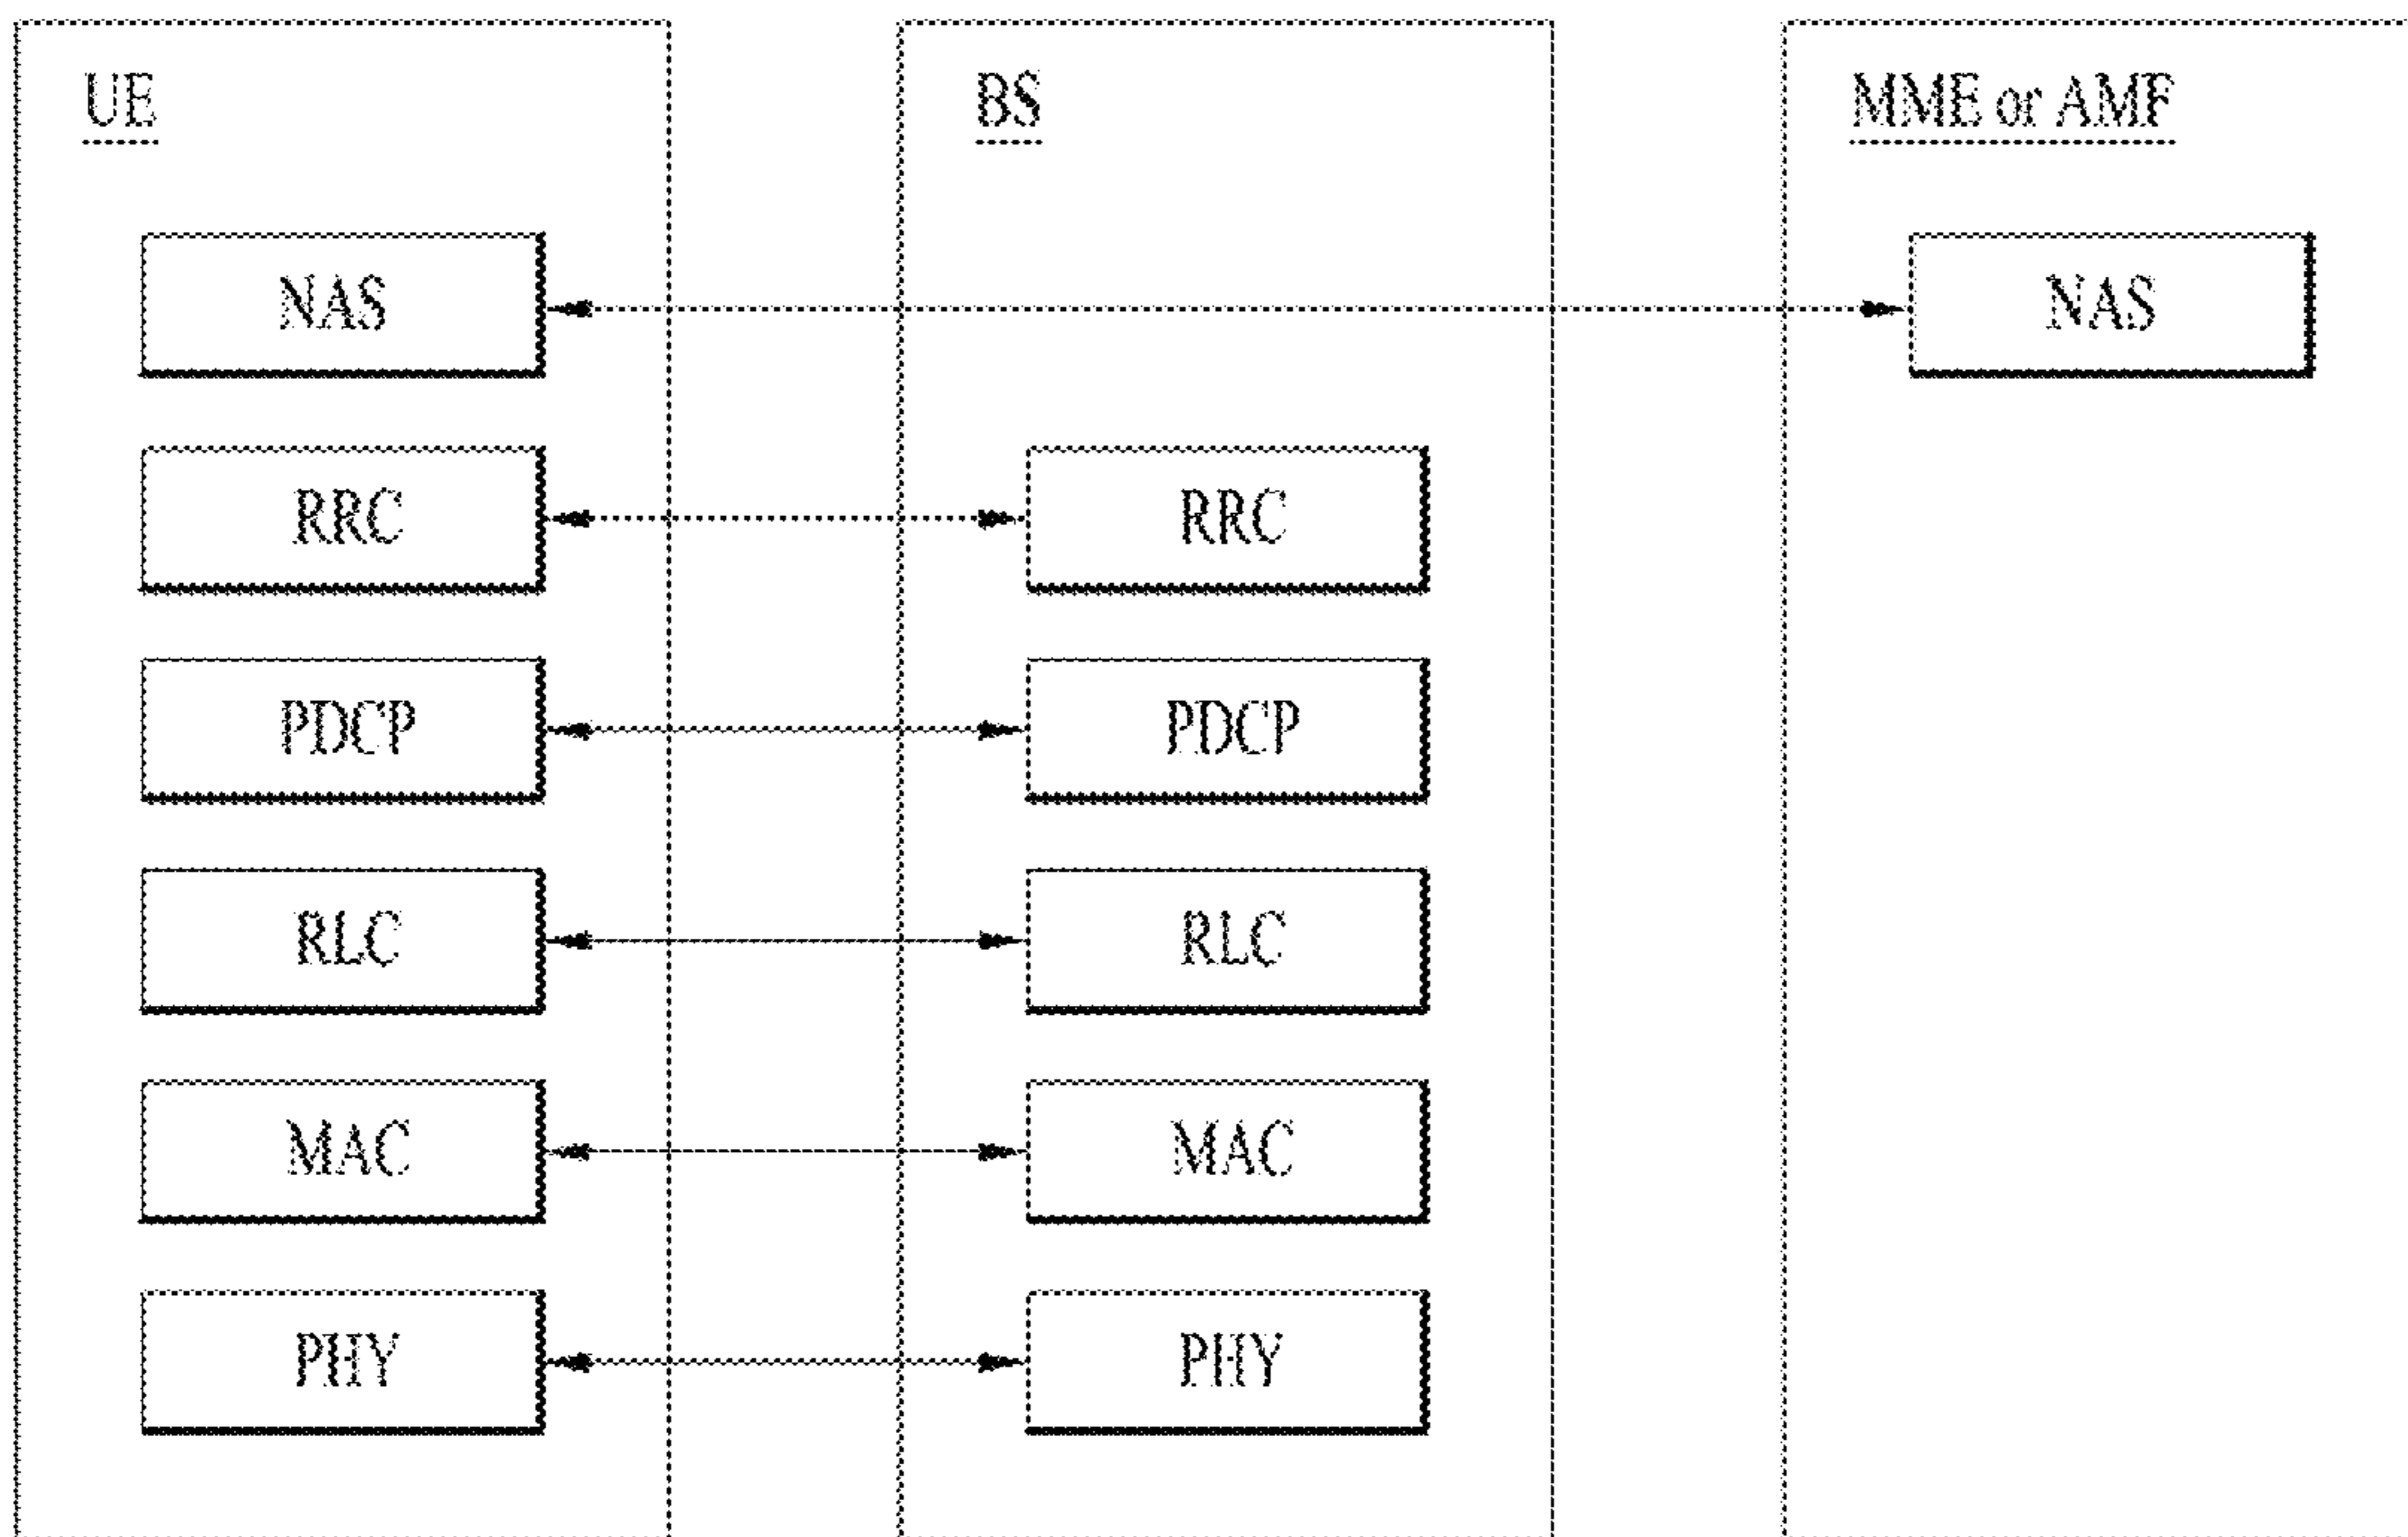 UE BS MME or AMF
NAS NAS
RRC RRC
PDCP PDCP
RLC RLC
MAC MAC
PHY PHY